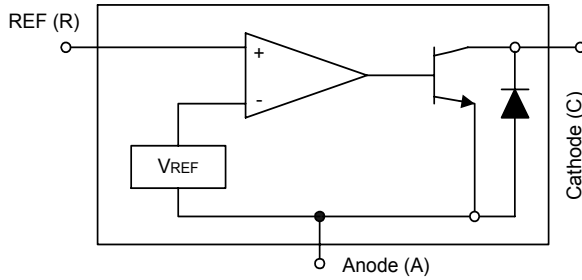 REF (R)
+
-
VREF
Cathode (C)
Anode (A)